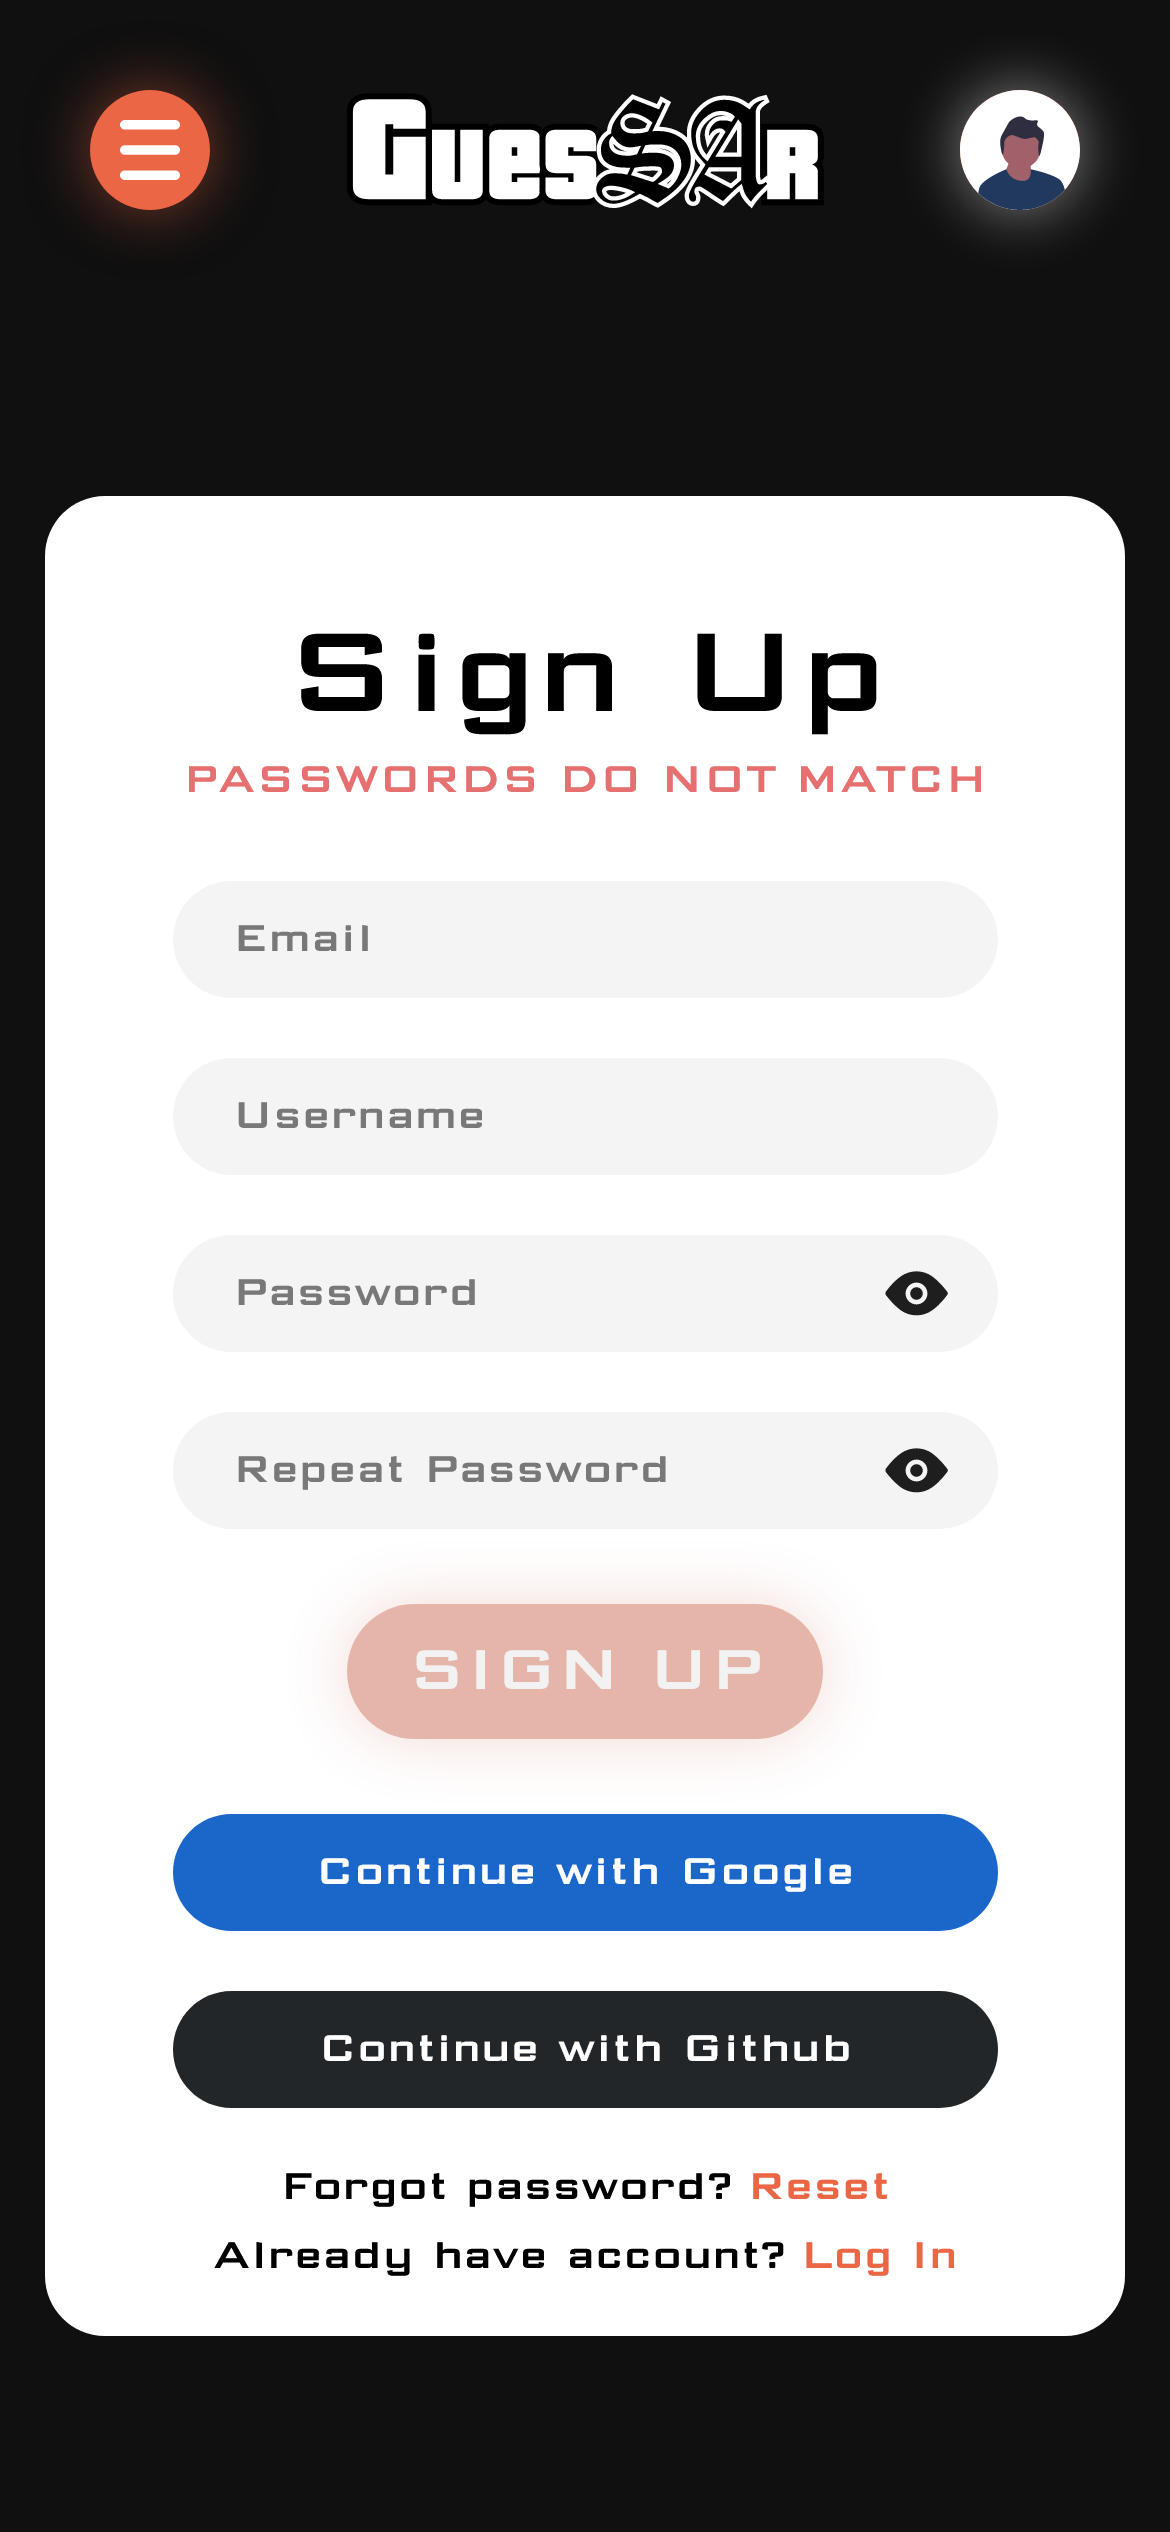 GuesSAr
Sign Up
PASSWORDS DO NOT MATCH
Email
Username
Password
Repeat Password
SIGN UP
Continue with Google
Continue with Github
Forgot password? Reset
Already have account? Log In